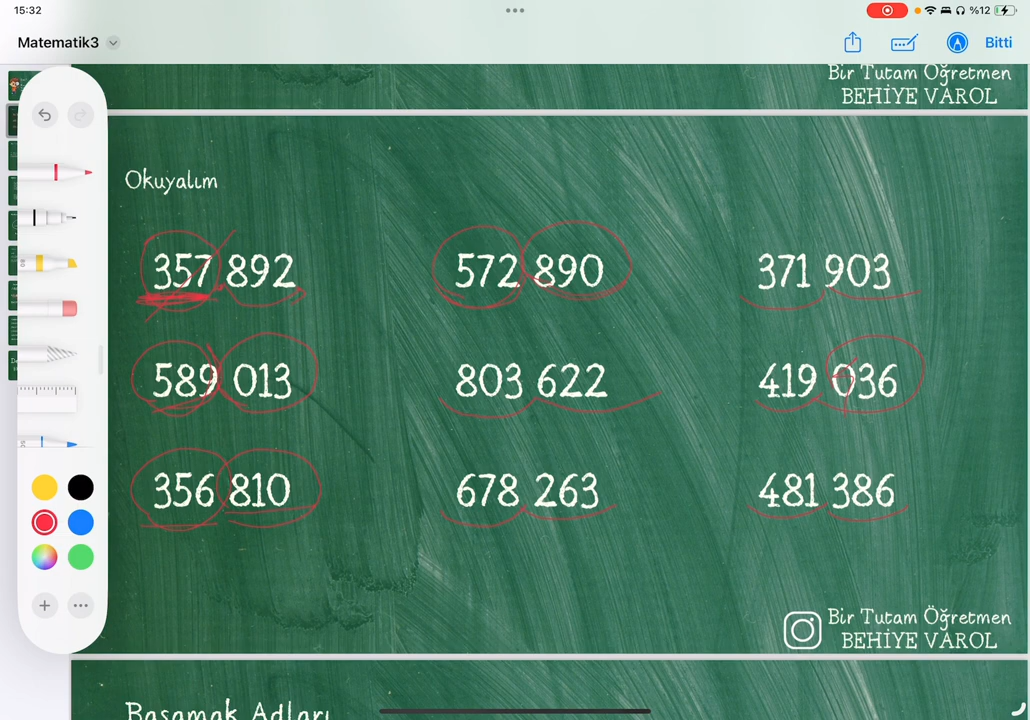 15:32
%12
Matematik3
Bitti
Bir Tutam Öğretmen
BEHİYE VAROL
Okuyalım
357 892
572 890
371 903
589 013
803 622
419 036
356 810
678 263
481 386
Bir Tutam Öğretmen
BEHİYE VAROL
Basamak Adları